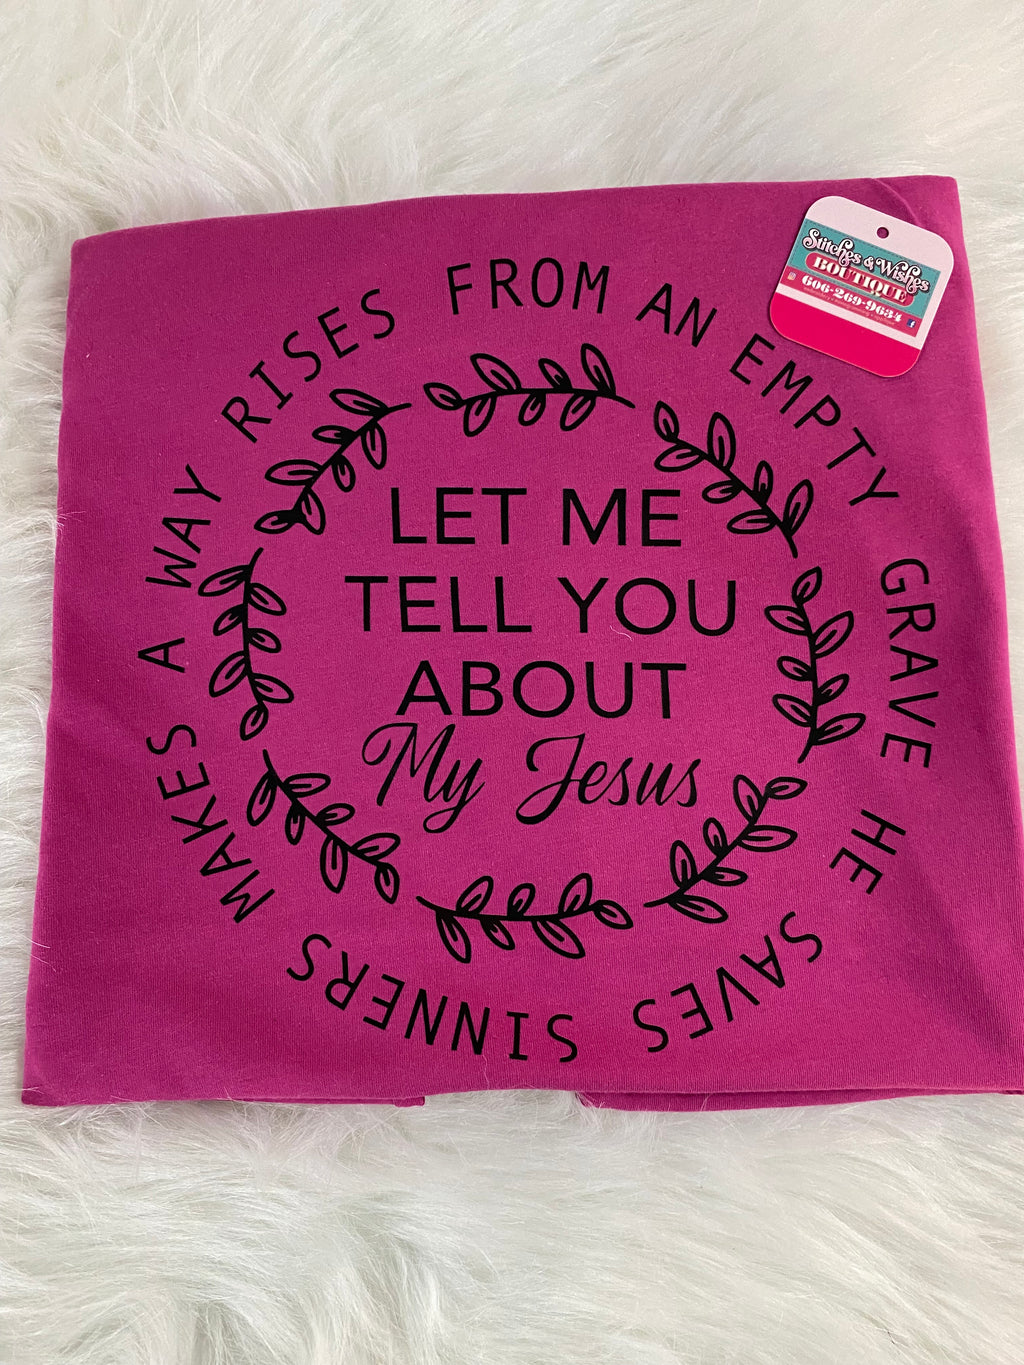 MAKES A WAY RISES FROM AN EMPTY GRAVE HE SAVES SINNERS
LET ME
TELL YOU
ABOUT
My Jesus
Stitches & Wishes
BOUTIQUE
606-269-9634